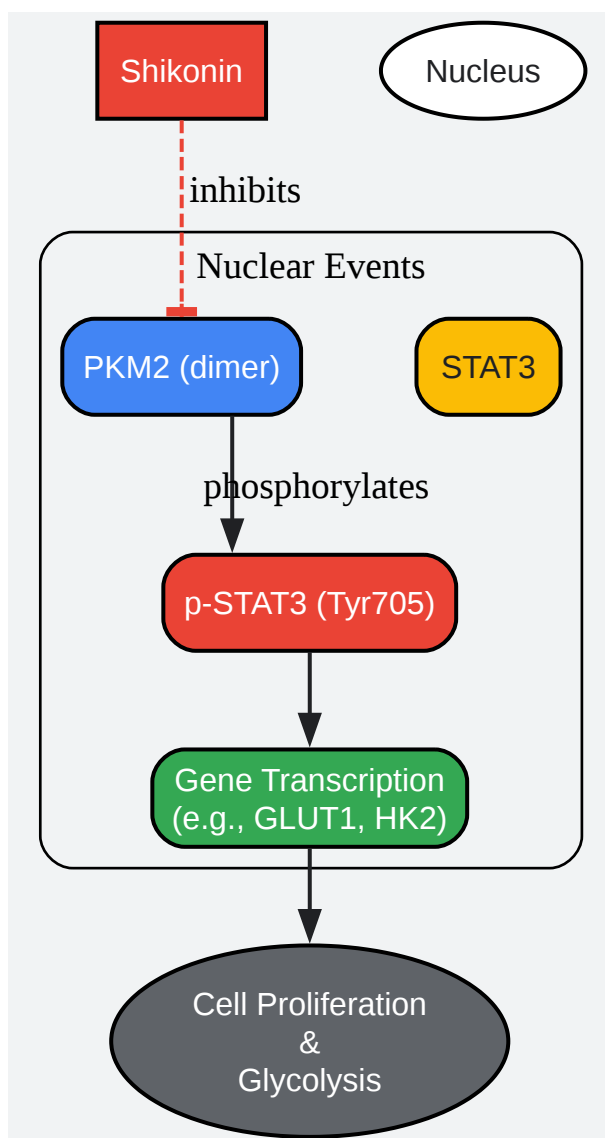 Shikonin
Nucleus
inhibits
Nuclear Events
PKM2 (dimer)
STAT3
phosphorylates
p-STAT3 (Tyr705)
Gene Transcription
(e.g., GLUT1, HK2)
Cell Proliferation
&
Glycolysis